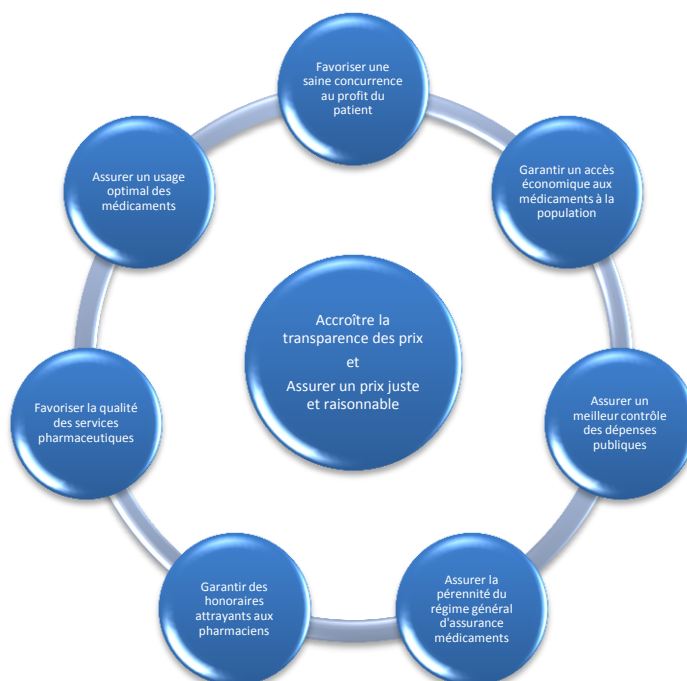 Favoriser une
saine concurrence
au profit du
patient
Garantir un accès
économique aux
médicaments à la
population
Assurer un
meilleur contrôle
des dépenses
publiques
Assurer la
pérennité du
régime général
d'assurance
médicaments
Garantir des
honoraires
attrayants aux
pharmaciens
Favoriser la qualité
des services
pharmaceutiques
Assurer un usage
optimal des
médicaments
Accroître la
transparence des prix
et
Assurer un prix juste
et raisonnable